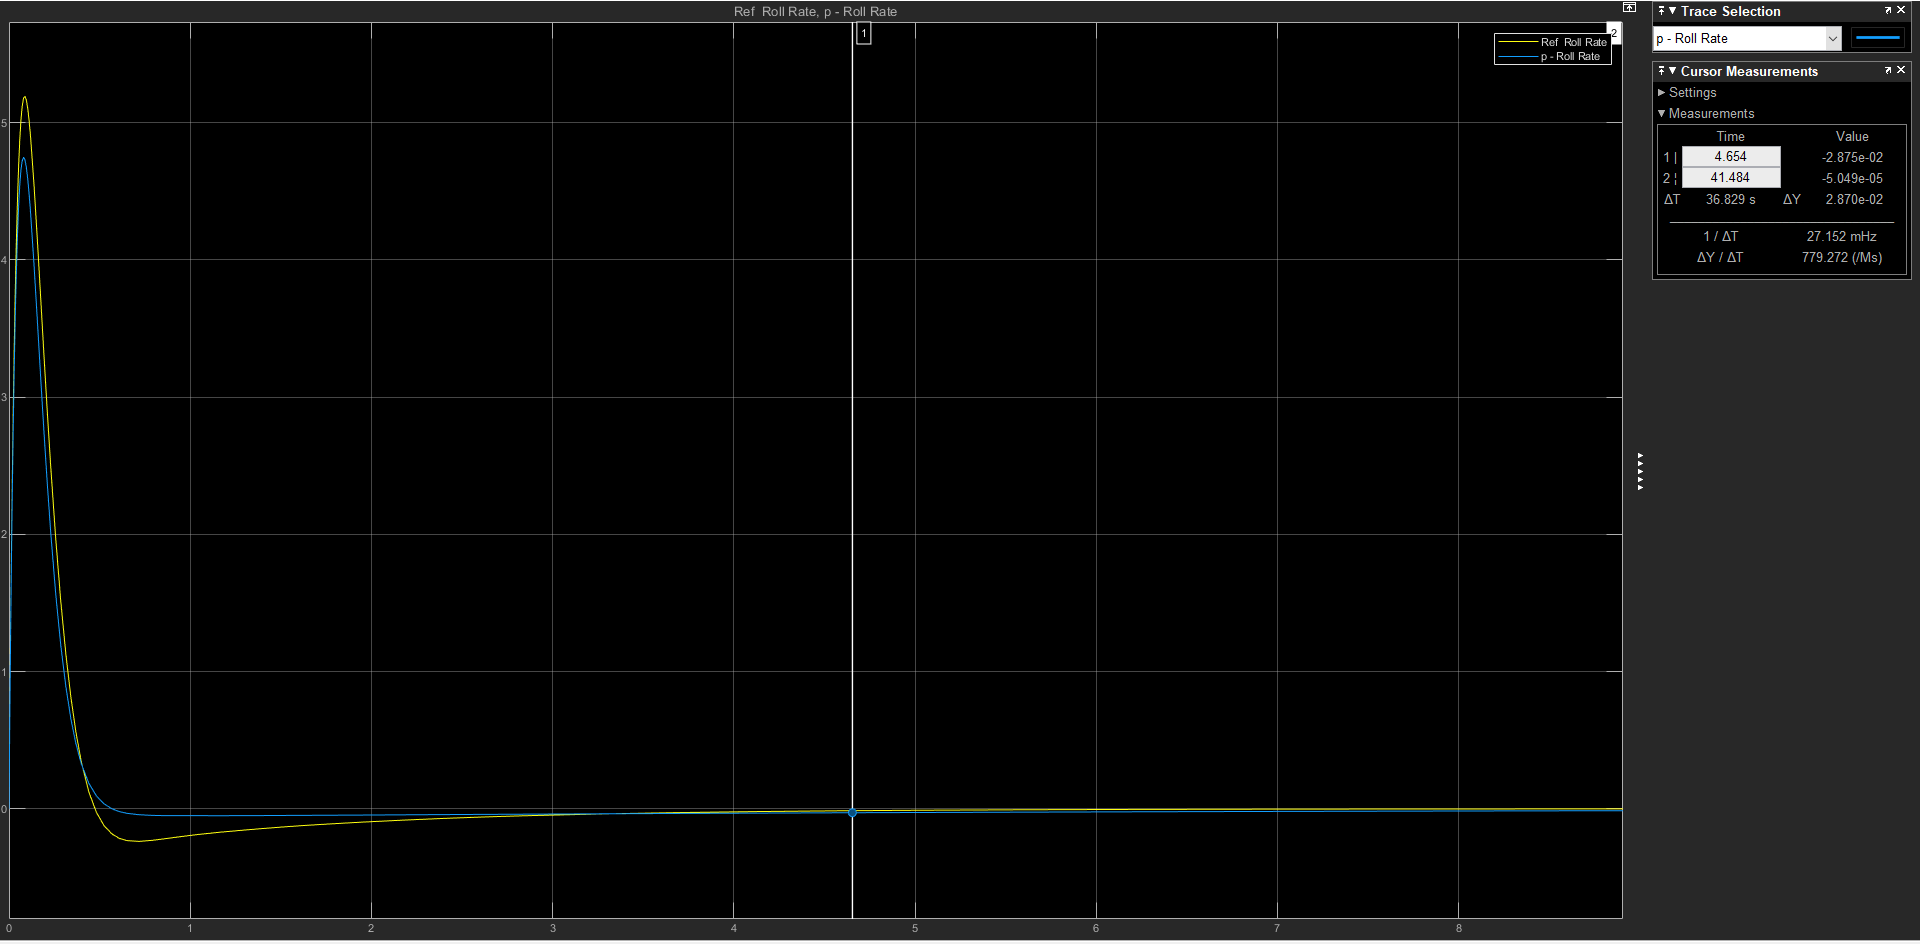 Ref  Roll Rate, p - Roll Rate
1
2
Ref  Roll Rate
p - Roll Rate
5
4
3
2
1
0
0 1 2 3 4 5 6 7 8
Trace Selection
p - Roll Rate
Cursor Measurements
Settings
Measurements
Time Value
1 | 4.654 -2.875e-02
2 ¦ 41.484 -5.049e-05
ΔT 36.829 s ΔY 2.870e-02
1 / ΔT 27.152 mHz
ΔY / ΔT 779.272 (/Ms)